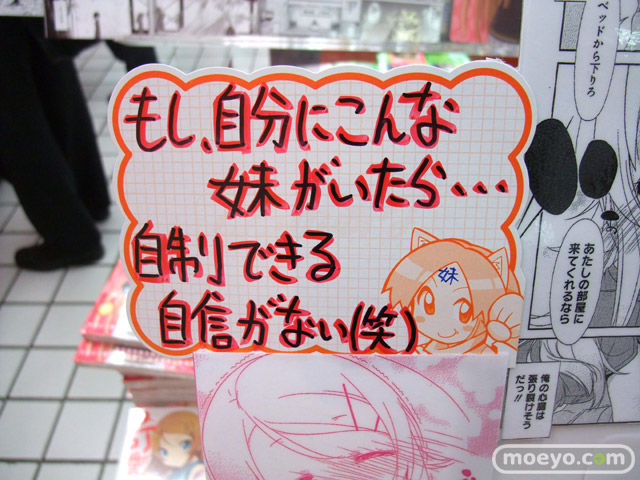 もし、自分にこんな
妹がいたら・・・
自制できる
自信がない(笑)
妹
ベッドから下りろ
あたしの部屋に
来てくれるなら
俺の心臓は
張り裂けそう
だっ!!
moeyo.com